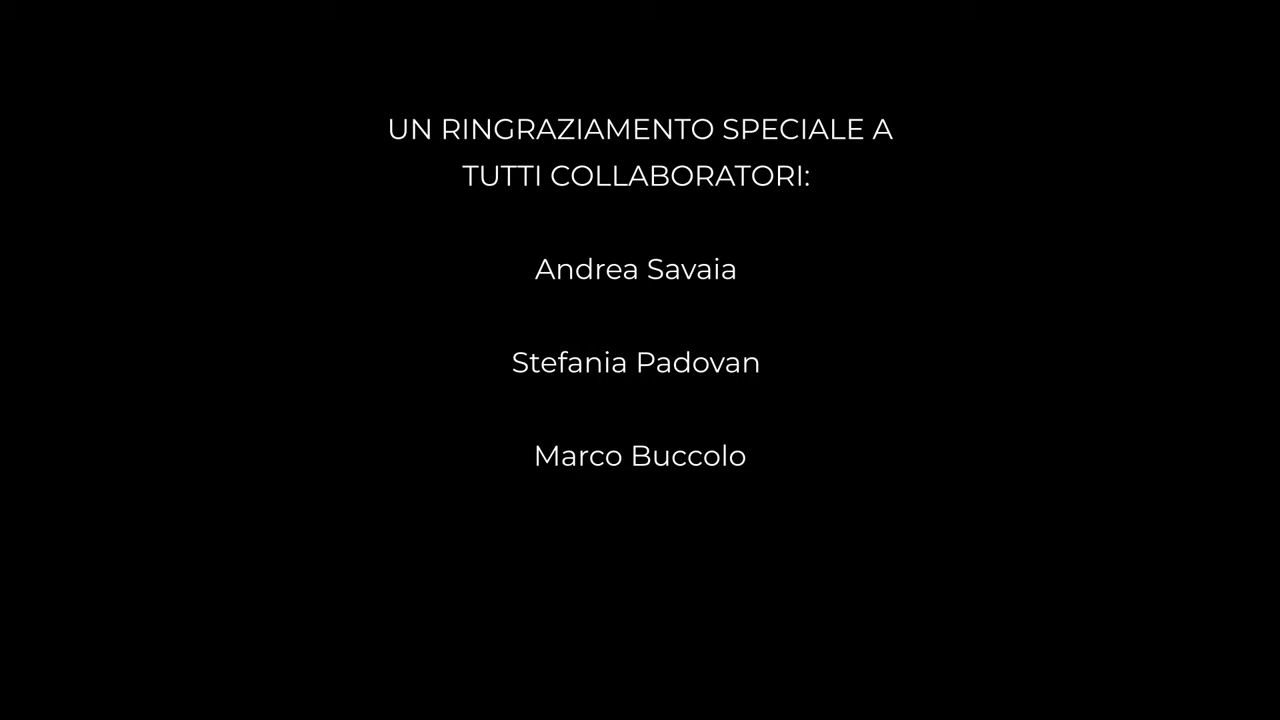 UN RINGRAZIAMENTO SPECIALE A
TUTTI COLLABORATORI:
Andrea Savaia
Stefania Padovan
Marco Buccolo